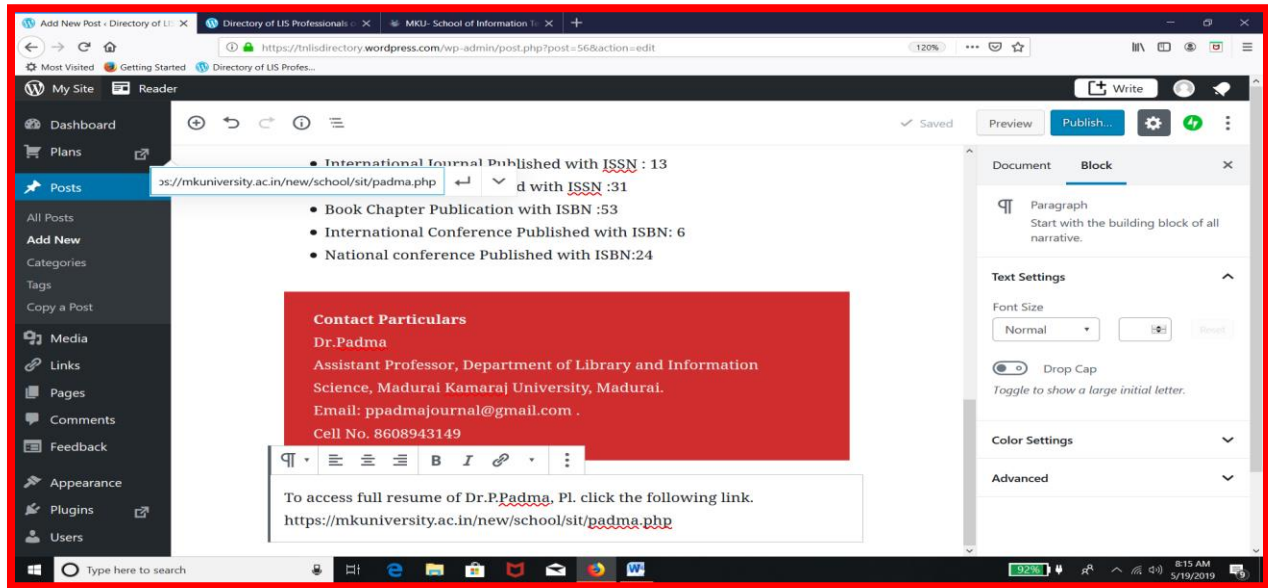 Add New Post ‹ Directory of LIS
Directory of LIS Professionals
MKU- School of Information Te
https://tnlisdirectory.wordpress.com/wp-admin/post.php?post=56&action=edit
120%
Most Visited
Getting Started
Directory of LIS Profes...
My Site
Reader
Write
Dashboard
Plans
Posts
All Posts
Add New
Categories
Tags
Copy a Post
Media
Links
Pages
Comments
Feedback
Appearance
Plugins
Users
Saved
Preview
Publish...
International Journal Published with ISSN : 13
ps://mkuniversity.ac.in/new/school/sit/padma.php
d with ISSN :31
Book Chapter Publication with ISBN :53
International Conference Published with ISBN: 6
National conference Published with ISBN:24
Contact Particulars
Dr.Padma
Assistant Professor, Department of Library and Information
Science, Madurai Kamaraj University, Madurai.
Email: ppadmajournal@gmail.com .
Cell No. 8608943149
B I
To access full resume of Dr.P.Padma, Pl. click the following link.
https://mkuniversity.ac.in/new/school/sit/padma.php
Document
Block
Paragraph
Start with the building block of all
narrative.
Text Settings
Font Size
Normal
Reset
Drop Cap
Toggle to show a large initial letter.
Color Settings
Advanced
Type here to search
92%
8:15 AM
5/19/2019